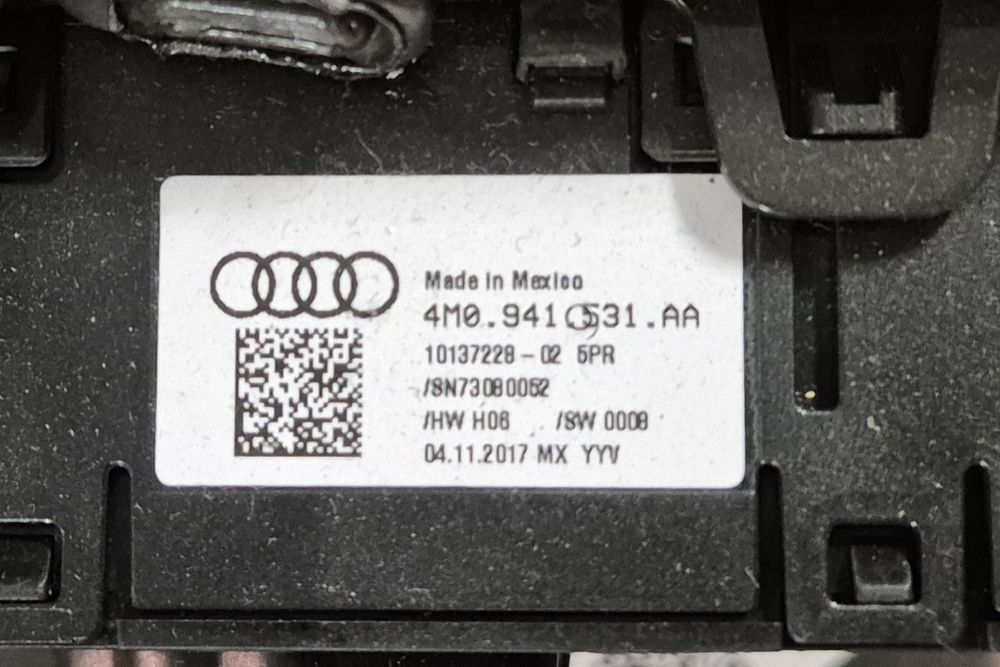 Made in Mexico
4M0.941.531.AA
10137228-02 5PR
/SN73080052
/HW H06 /SW 0008
04.11.2017 MX YYV